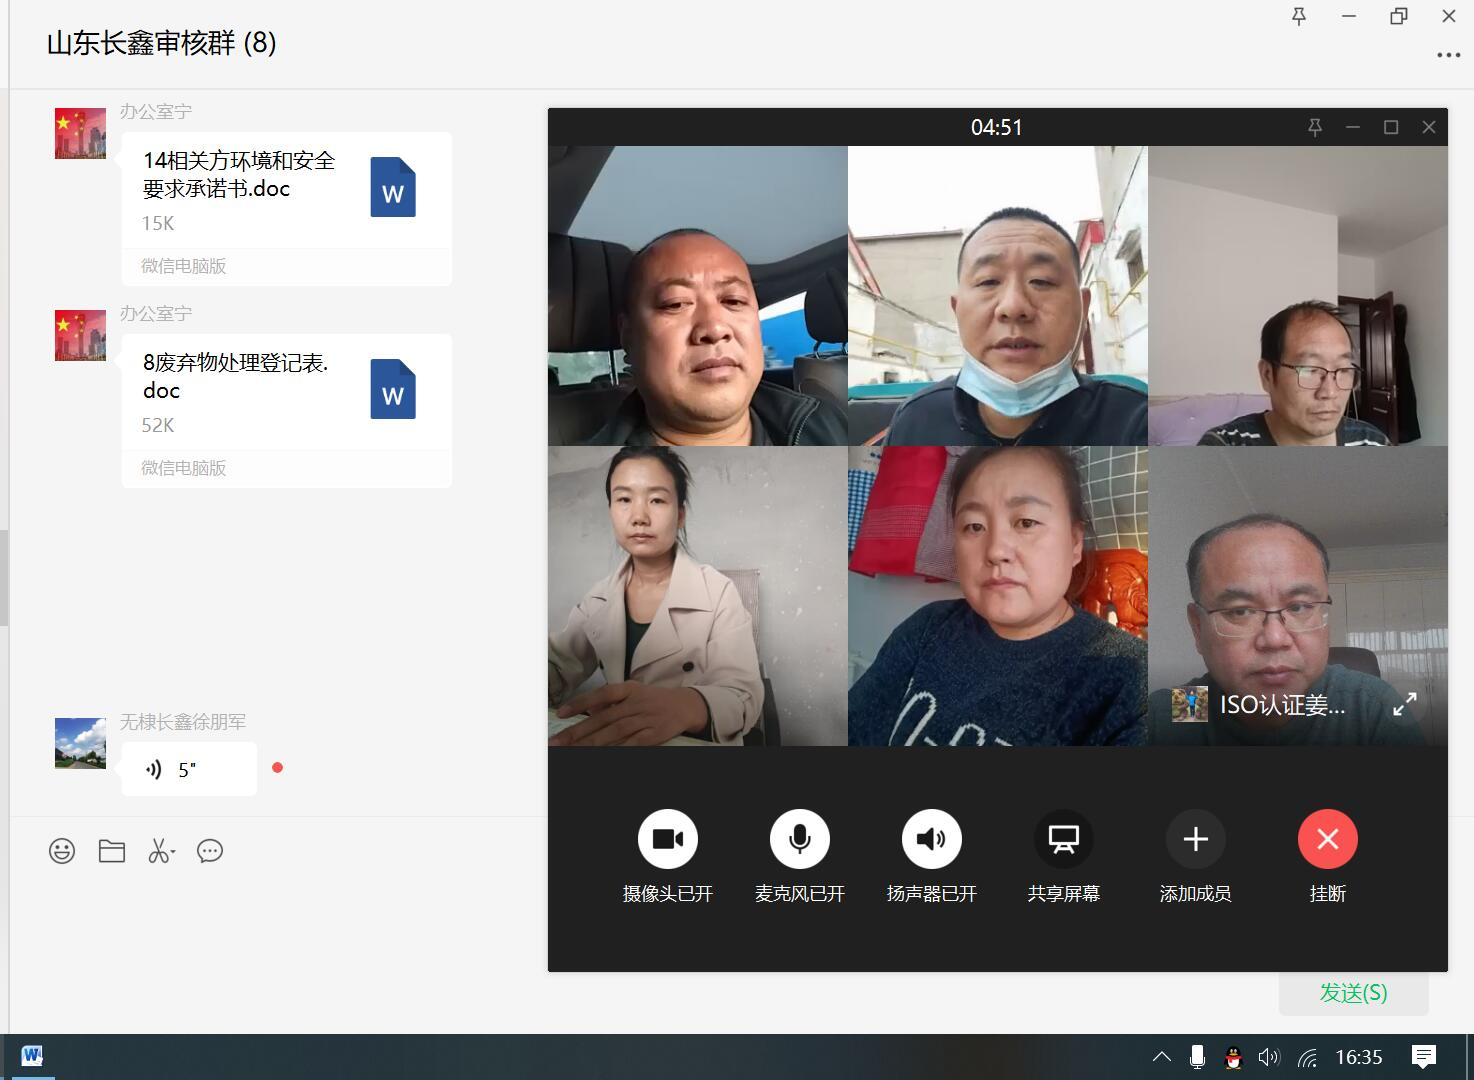 山东长鑫审核群 (8)
办公室宁
14相关方环境和安全
要求承诺书.doc
15K
W
微信电脑版
办公室宁
8废弃物处理登记表.
doc
52K
W
微信电脑版
无棣长鑫徐朋军
5"
04:51
ISO认证姜...
摄像头已开
麦克风已开
扬声器已开
共享屏幕
添加成员
挂断
发送(S)
W
16:35